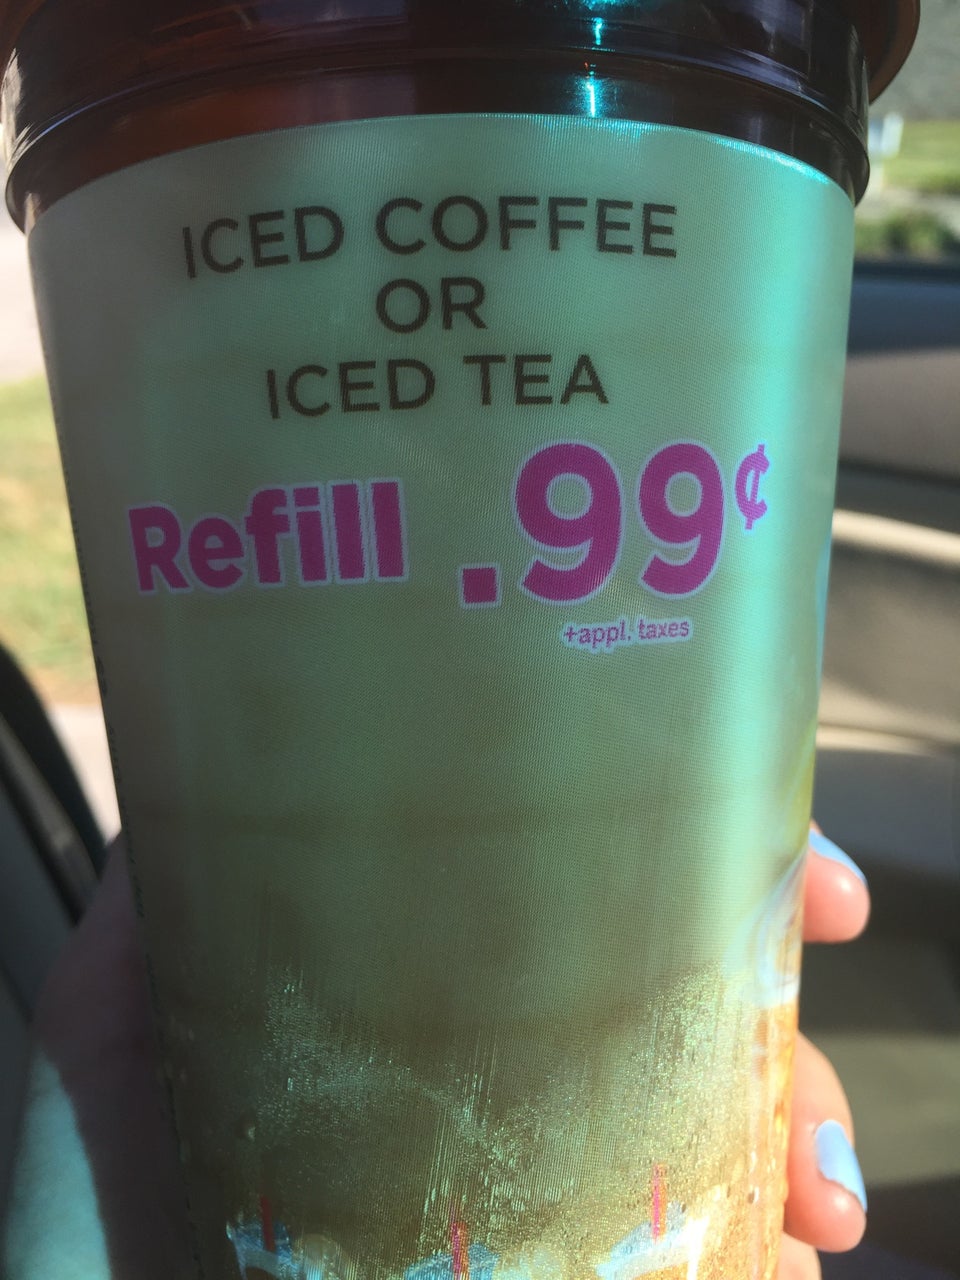 ICED COFFEE
OR
ICED TEA
Refill .99¢
+appl. taxes